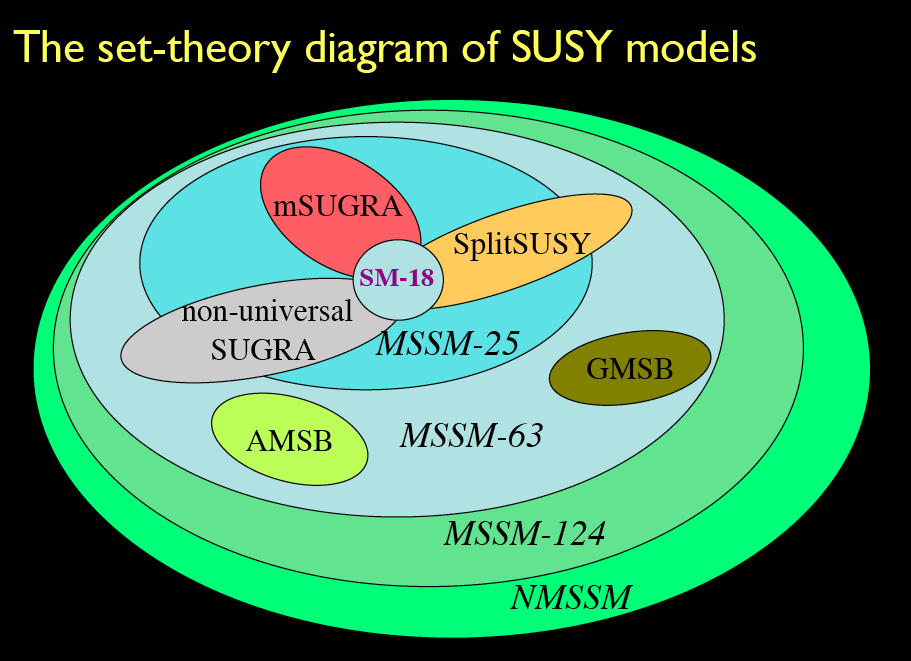 The set-theory diagram of SUSY models
mSUGRA
SplitSUSY
SM-18
non-universal
SUGRA
MSSM-25
GMSB
AMSB
MSSM-63
MSSM-124
NMSSM